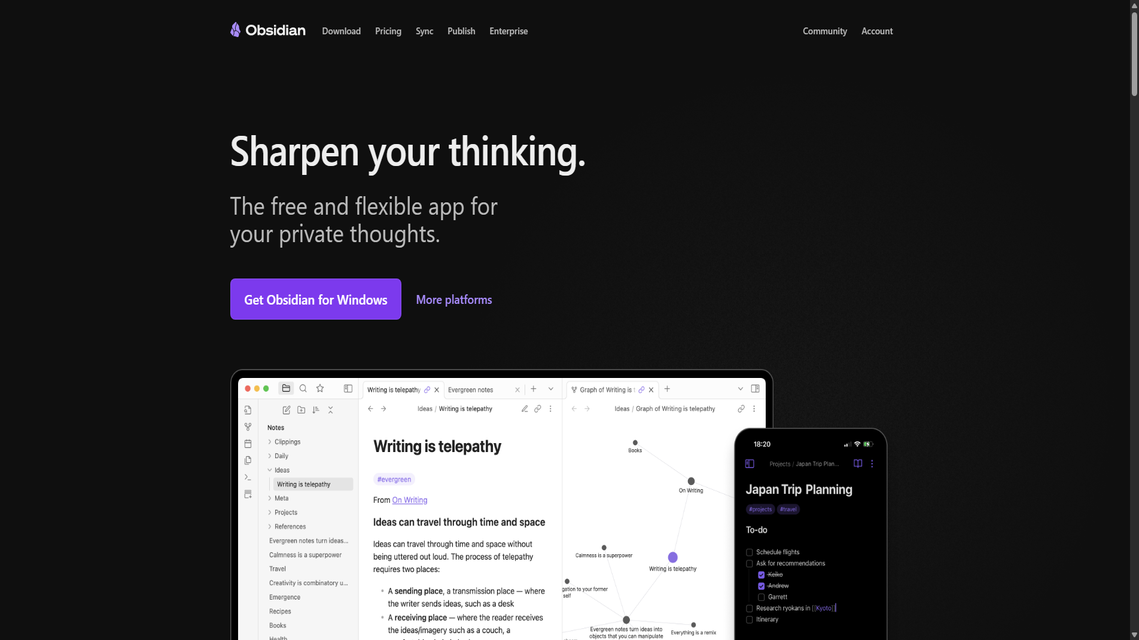 Obsidian
Download
Pricing
Sync
Publish
Enterprise
Community
Account
Sharpen your thinking.
The free and flexible app for
your private thoughts.
Get Obsidian for Windows
More platforms
Writing is telepathy
Evergreen notes
Ideas / Writing is telepathy
Notes
Clippings
Daily
Ideas
Writing is telepathy
Meta
Projects
References
Evergreen notes turn ideas...
Calmness is a superpower
Travel
Creativity is combinatory u...
Emergence
Recipes
Books
Health
Writing is telepathy
#evergreen
From On Writing
Ideas can travel through time and space
Ideas can travel through time and space without
being uttered out loud. The process of telepathy
requires two places:
A sending place, a transmission place — where
the writer sends ideas, such as a desk
A receiving place — where the reader receives
the ideas/imagery such as a couch, a
Graph of Writing is
Ideas / Graph of Writing is telepathy
Books
On Writing
Calmness is a superpower
Writing is telepathy
gation to your former
self
Evergreen notes turn ideas into
objects that you can manipulate
Everything is a remix
18:20
Projects / Japan Trip Plan...
Japan Trip Planning
#projects #travel
To-do
Schedule flights
Ask for recommendations
Keiko
Andrew
Garrett
Research ryokans in [[Kyoto]]
Itinerary